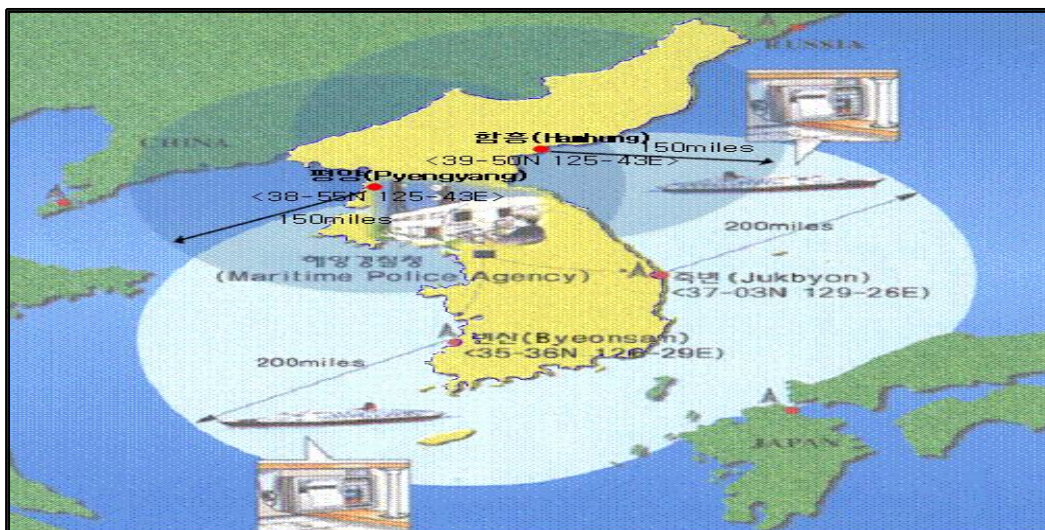 RUSSIA
CHINA
함흥(Hamhung)
150miles
<39-50N 125-43E>
평양(Pyengyang)
<38-55N 125-43E>
150miles
200miles
해양경찰청
(Maritime Police Agency)
죽변 (Jukbyon)
<37-03N 129-26E)
변산(Byeonsan)
<35-36N 126-29E)
200miles
JAPAN